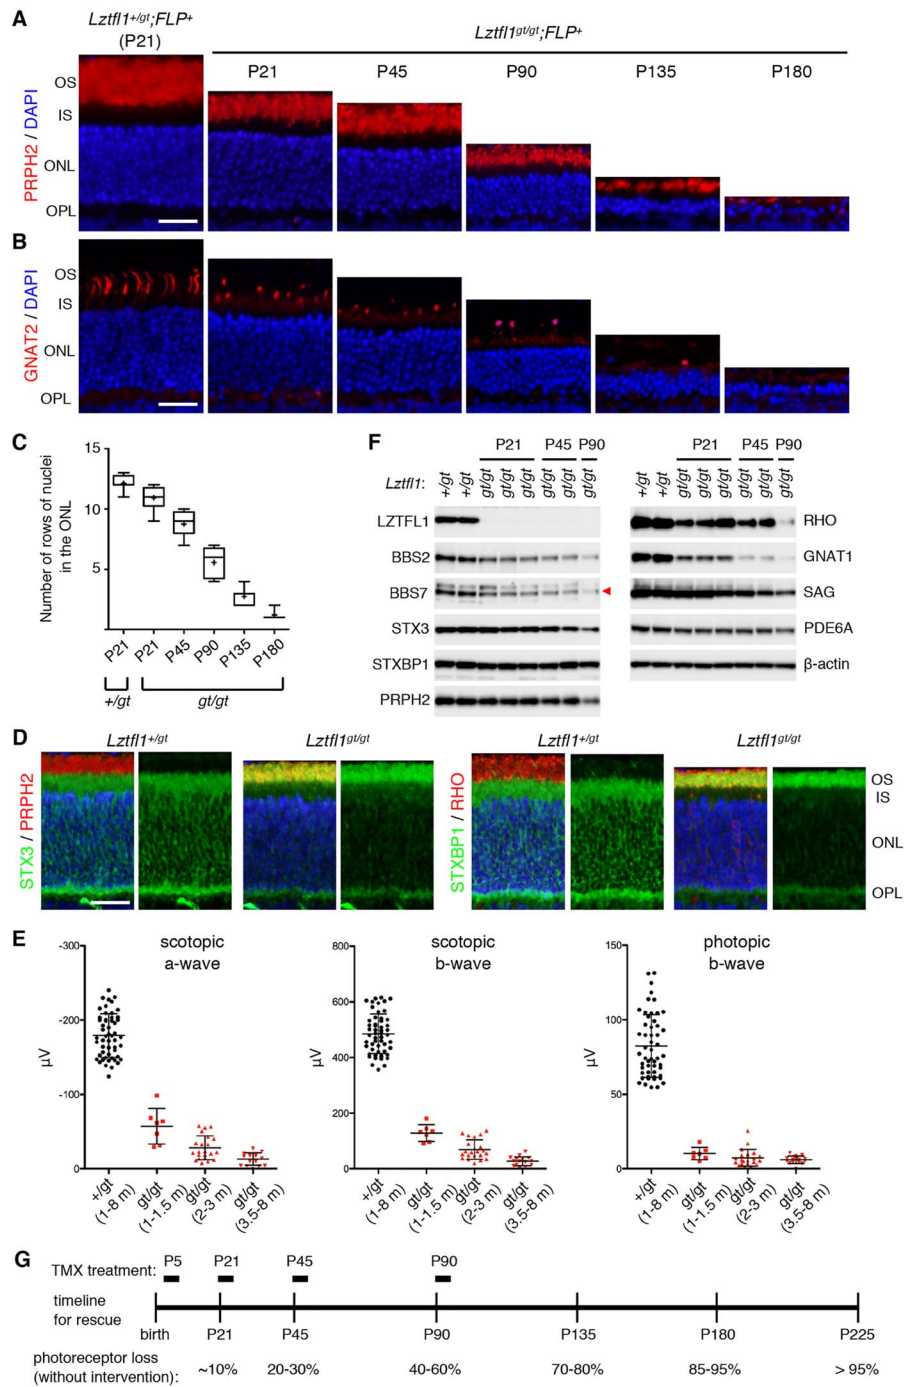 A
Lztfl1+/gt;FLP+
(P21)
Lztfl1gt/gt;FLP+
P21 P45 P90 P135 P180
PRPH2 / DAPI
OS
IS
ONL
OPL
B
GNAT2 / DAPI
OS
IS
ONL
OPL
C
Number of rows of nuclei
in the ONL
15
10
5
P21 P21 P45 P90 P135 P180
+/gt gt/gt
F
P21 P45 P90 P21 P45 P90
Lztfl1: +/gt +/gt gt/gt gt/gt gt/gt gt/gt gt/gt gt/gt +/gt +/gt gt/gt gt/gt gt/gt gt/gt gt/gt gt/gt
LZTFL1 RHO
BBS2 GNAT1
BBS7 SAG
STX3 PDE6A
STXBP1 β-actin
PRPH2
D
Lztfl1+/gt Lztfl1gt/gt Lztfl1+/gt Lztfl1gt/gt
STX3 / PRPH2
STXBP1 / RHO
OS
IS
ONL
OPL
E
scotopic
a-wave
µV
-300
-200
-100
0
+/gt (1-8 m)
gt/gt (1-1.5 m)
gt/gt (2-3 m)
gt/gt (3.5-8 m)
scotopic
b-wave
µV
800
600
400
200
0
+/gt (1-8 m)
gt/gt (1-1.5 m)
gt/gt (2-3 m)
gt/gt (3.5-8 m)
photopic
b-wave
µV
150
100
50
0
+/gt (1-8 m)
gt/gt (1-1.5 m)
gt/gt (2-3 m)
gt/gt (3.5-8 m)
G
TMX treatment: P5 P21 P45 P90
timeline
for rescue
birth P21 P45 P90 P135 P180 P225
photoreceptor loss
(without intervention): ~10% 20-30% 40-60% 70-80% 85-95% > 95%